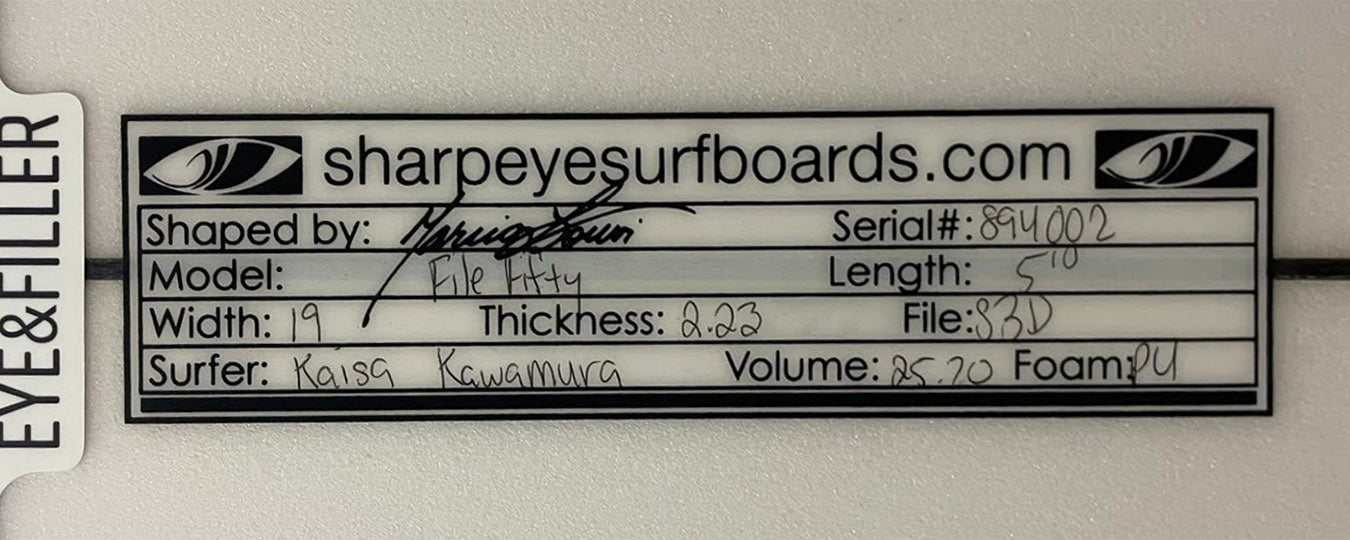 EYE&FILLER
sharpeyesurfboards.com
Shaped by: Serial#: 894002
Model: File Fifty Length: 5'10
Width: 19 Thickness: 2.23 File: S3D
Surfer: Kaisa Kawamura Volume: 25.70 Foam: PU